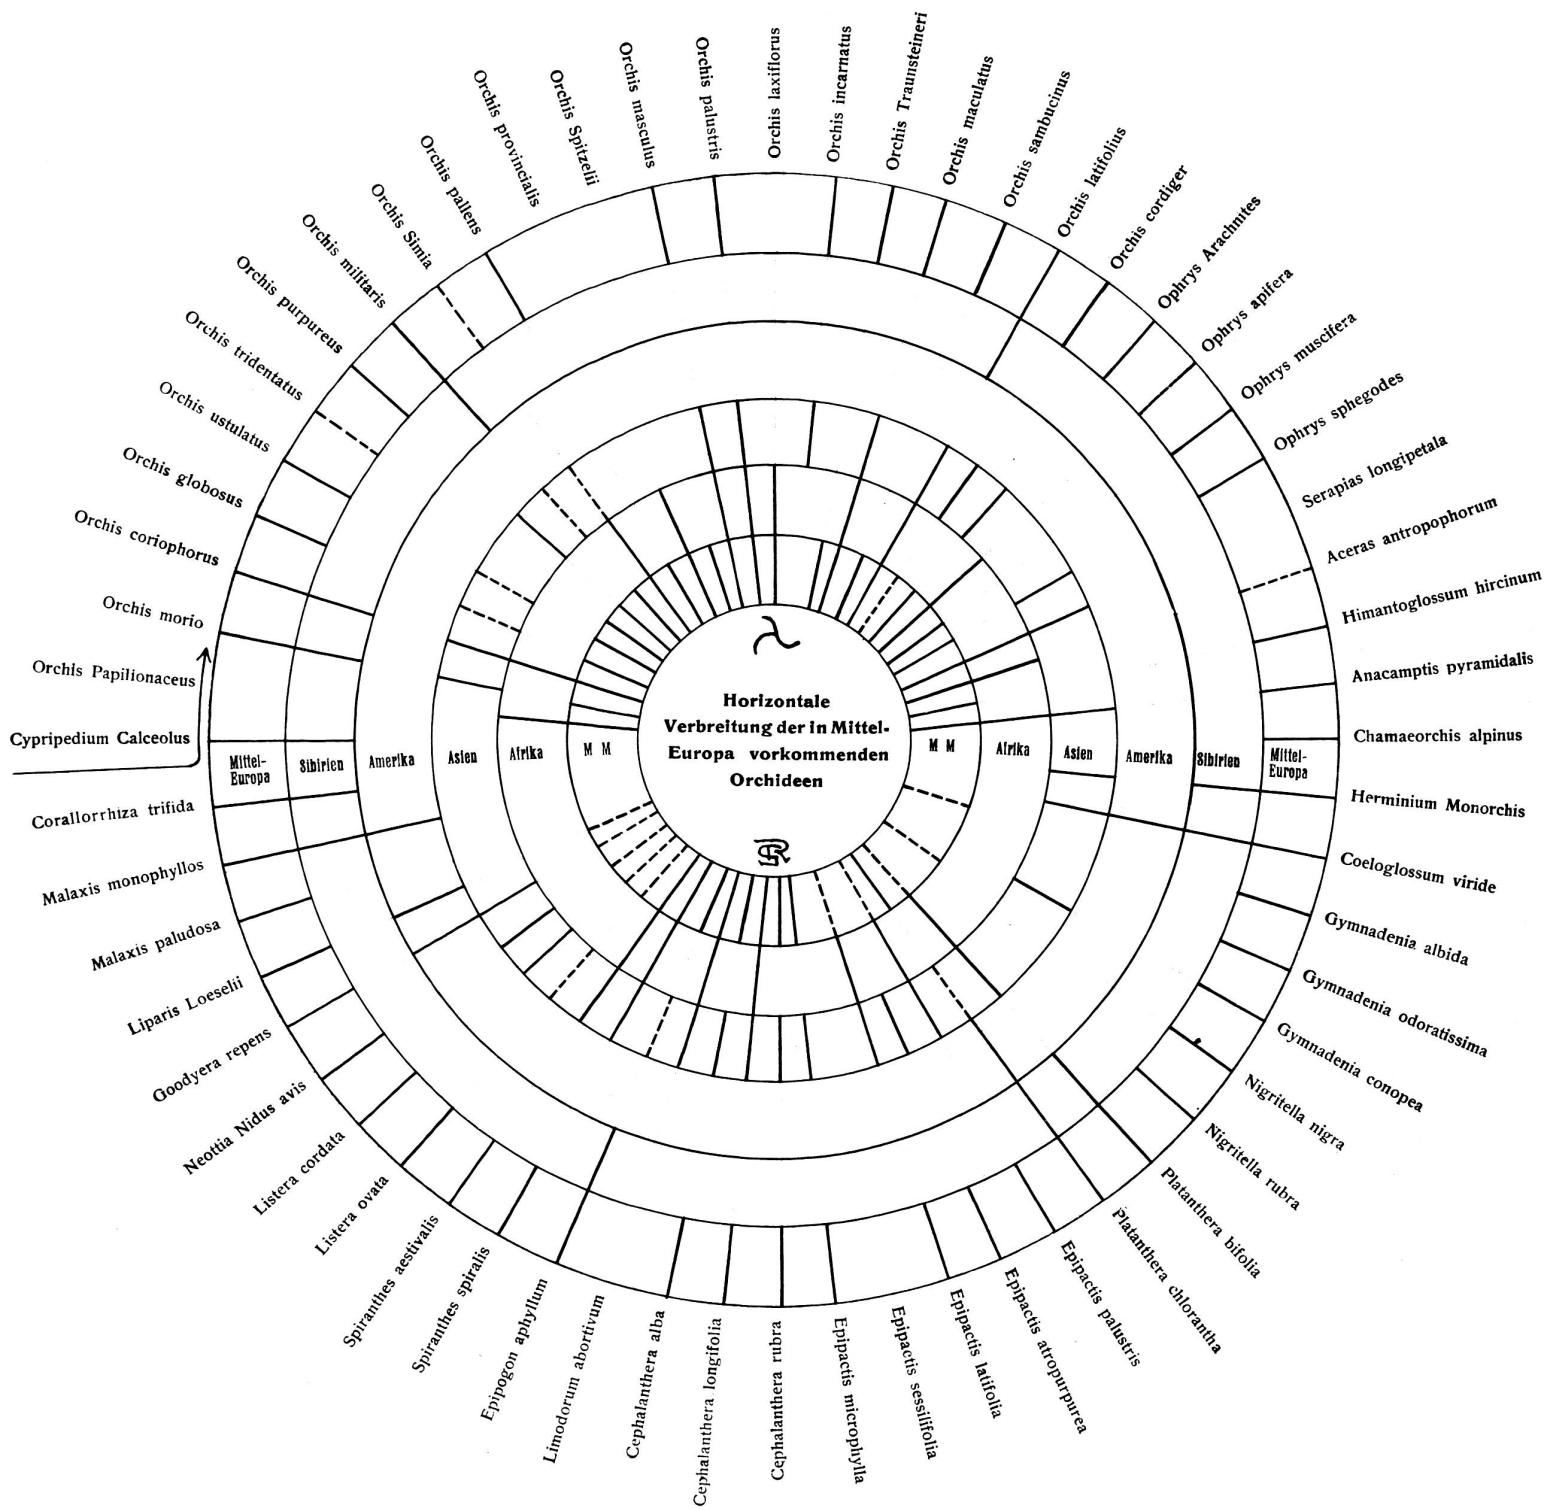 Orchis Papilionaceus
Orchis morio
Orchis coriophorus
Orchis globosus
Orchis ustulatus
Orchis tridentatus
Orchis purpureus
Orchis militaris
Orchis Simia
Orchis pallens
Orchis provincialis
Orchis Spitzelii
Orchis masculus
Orchis palustris
Orchis laxiflorus
Orchis incarnatus
Orchis Traunsteineri
Orchis maculatus
Orchis sambucinus
Orchis latifolius
Orchis cordiger
Ophrys Arachnites
Ophrys apifera
Ophrys muscifera
Ophrys sphegodes
Serapias longipetala
Aceras antropophorum
Himantoglossum hircinum
Anacamptis pyramidalis
Chamaeorchis alpinus
Herminium Monorchis
Coeloglossum viride
Gymnadenia albida
Gymnadenia odoratissima
Gymnadenia conopea
Nigritella nigra
Nigritella rubra
Platanthera bifolia
Platanthera chlorantha
Epipactis palustris
Epipactis atropurpurea
Epipactis latifolia
Epipactis sessilifolia
Epipactis microphylla
Cephalanthera rubra
Cephalanthera longifolia
Cephalanthera alba
Limodorum abortivum
Epipogon aphyllum
Spiranthes spiralis
Spiranthes aestivalis
Listera ovata
Listera cordata
Neottia Nidus avis
Goodyera repens
Liparis Loeselii
Malaxis paludosa
Malaxis monophyllos
Corallorrhiza trifida
Cypripedium Calceolus
Mittel-
Europa
Sibirien
Amerika
Asien
Afrika
M M
Horizontale
Verbreitung der in Mittel-
Europa vorkommenden
Orchideen
M M
Afrika
Asien
Amerika
Sibirien
Mittel-
Europa